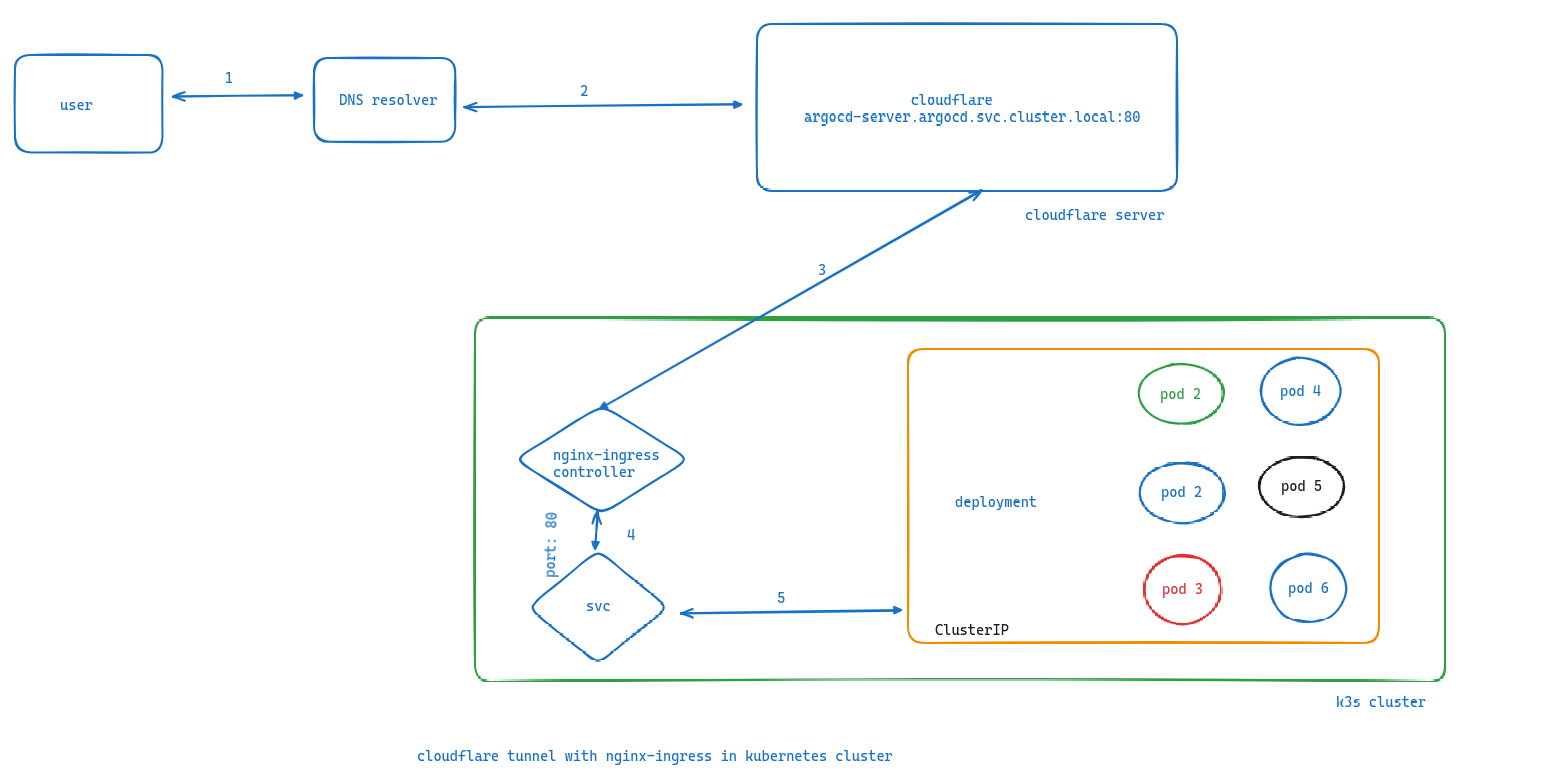 user
1
DNS resolver
2
cloudflare
argocd-server.argocd.svc.cluster.local:80
cloudflare server
3
nginx-ingress
controller
port: 80
4
svc
5
deployment
ClusterIP
pod 2
pod 4
pod 2
pod 5
pod 3
pod 6
k3s cluster
cloudflare tunnel with nginx-ingress in kubernetes cluster